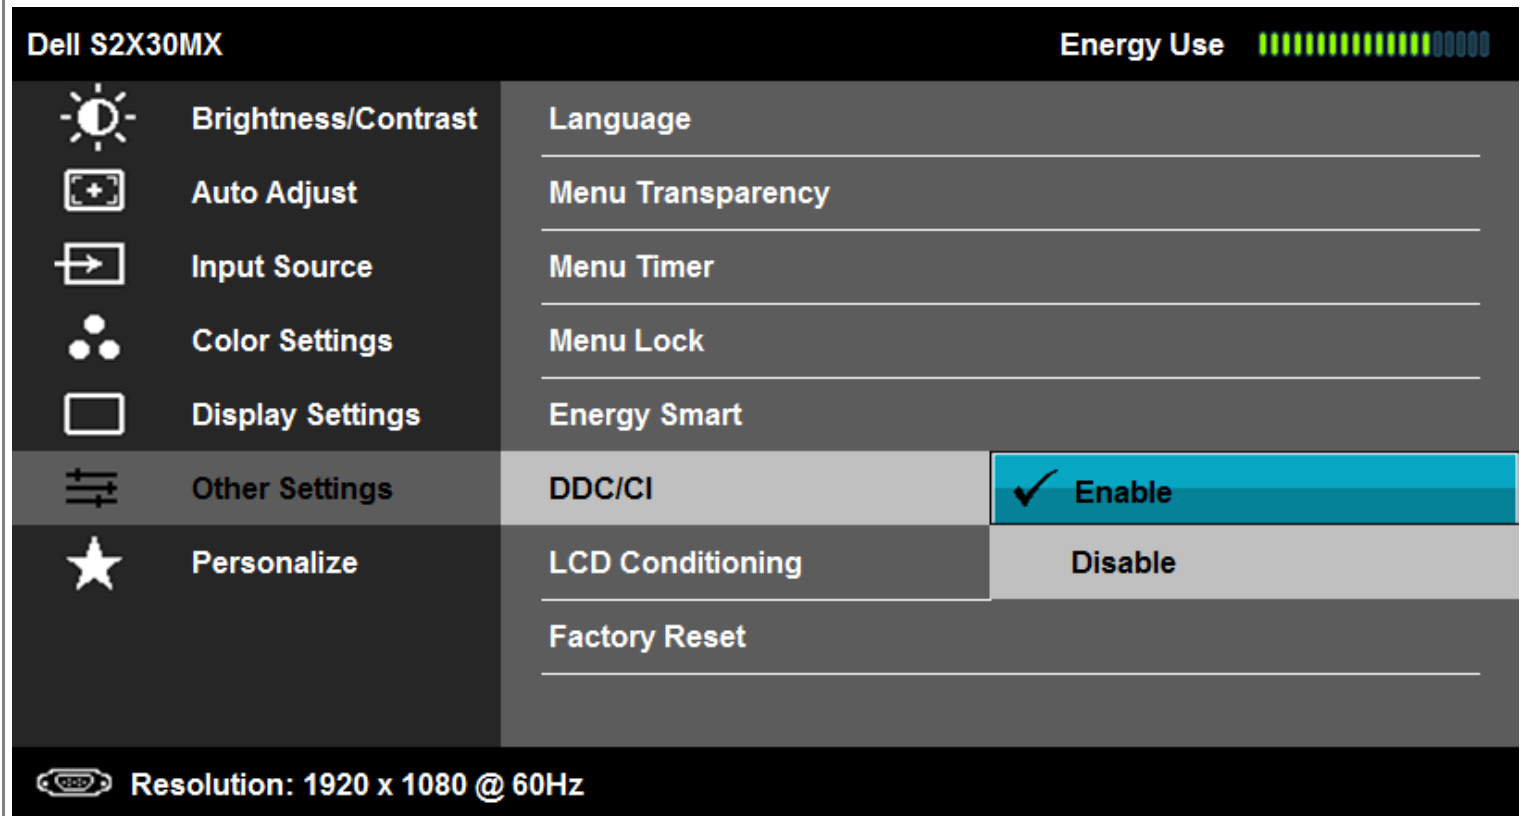 Dell S2X30MX Energy Use
Brightness/Contrast Language
Auto Adjust Menu Transparency
Input Source Menu Timer
Color Settings Menu Lock
Display Settings Energy Smart
Other Settings DDC/CI Enable
Personalize LCD Conditioning Disable
Factory Reset
Resolution: 1920 x 1080 @ 60Hz